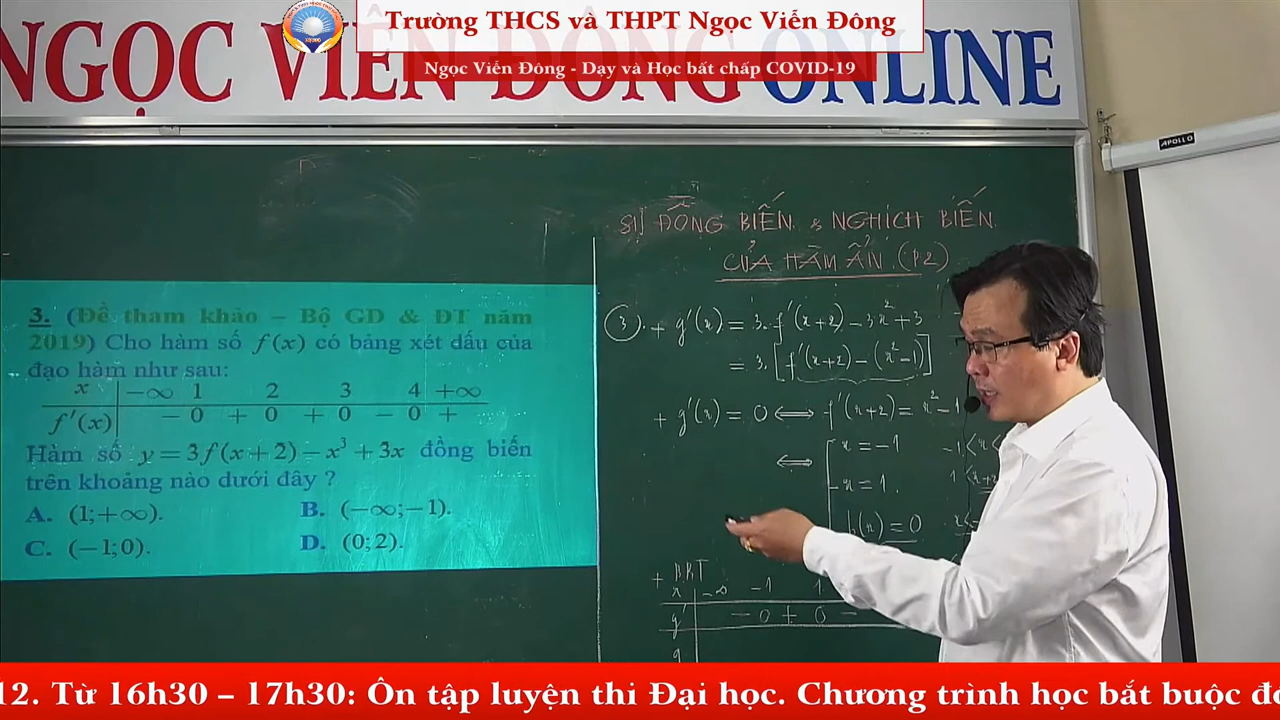 Trường THCS và THPT Ngọc Viễn Đông
Ngọc Viễn Đông - Dạy và Học bất chấp COVID-19
NGỌC VIỄN ĐÔNG ONLINE
APOLLO
SỰ ĐỒNG BIẾN & NGHỊCH BIẾN
CỦA HÀM ẨN (P2)
3. (Đề tham khảo – Bộ GD & ĐT năm
2019) Cho hàm số f(x) có bảng xét dấu của
đạo hàm như sau:
x −∞ 1 2 3 4 +∞
f'(x) − 0 + 0 + 0 − 0 +
Hàm số y = 3f(x+2) − x³ + 3x đồng biến
trên khoảng nào dưới đây ?
A. (1;+∞). B. (−∞;−1).
C. (−1;0). D. (0;2).
3. + g'(x) = 3.f'(x+2) − 3x² + 3
= 3.[f'(x+2) − (x²−1)]
+ g'(x) = 0 ⟺ f'(x+2) = x² − 1
⟺ x = −1
x = 1.
h(x) = 0
+ BBT
x −∞ −1 1
g' − 0 + 0 −
g
12. Từ 16h30 – 17h30: Ôn tập luyện thi Đại học. Chương trình học bắt buộc